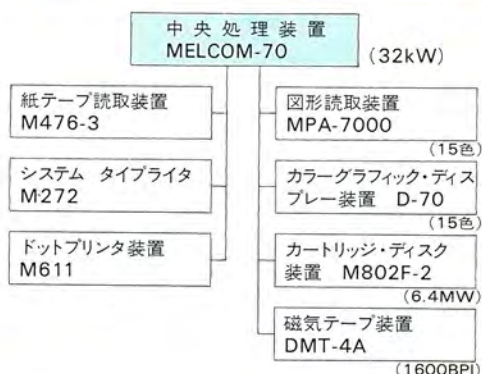 中央処理装置
MELCOM-70
(32kW)
紙テープ読取装置
M476-3
システム タイプライタ
M-272
ドットプリンタ装置
M611
図形読取装置
MPA-7000
(15色)
カラーグラフィック・ディス
プレー装置 D-70
(15色)
カートリッジ・ディスク
装置 M802F-2
(6.4MW)
磁気テープ装置
DMT-4A
(1600BPI)